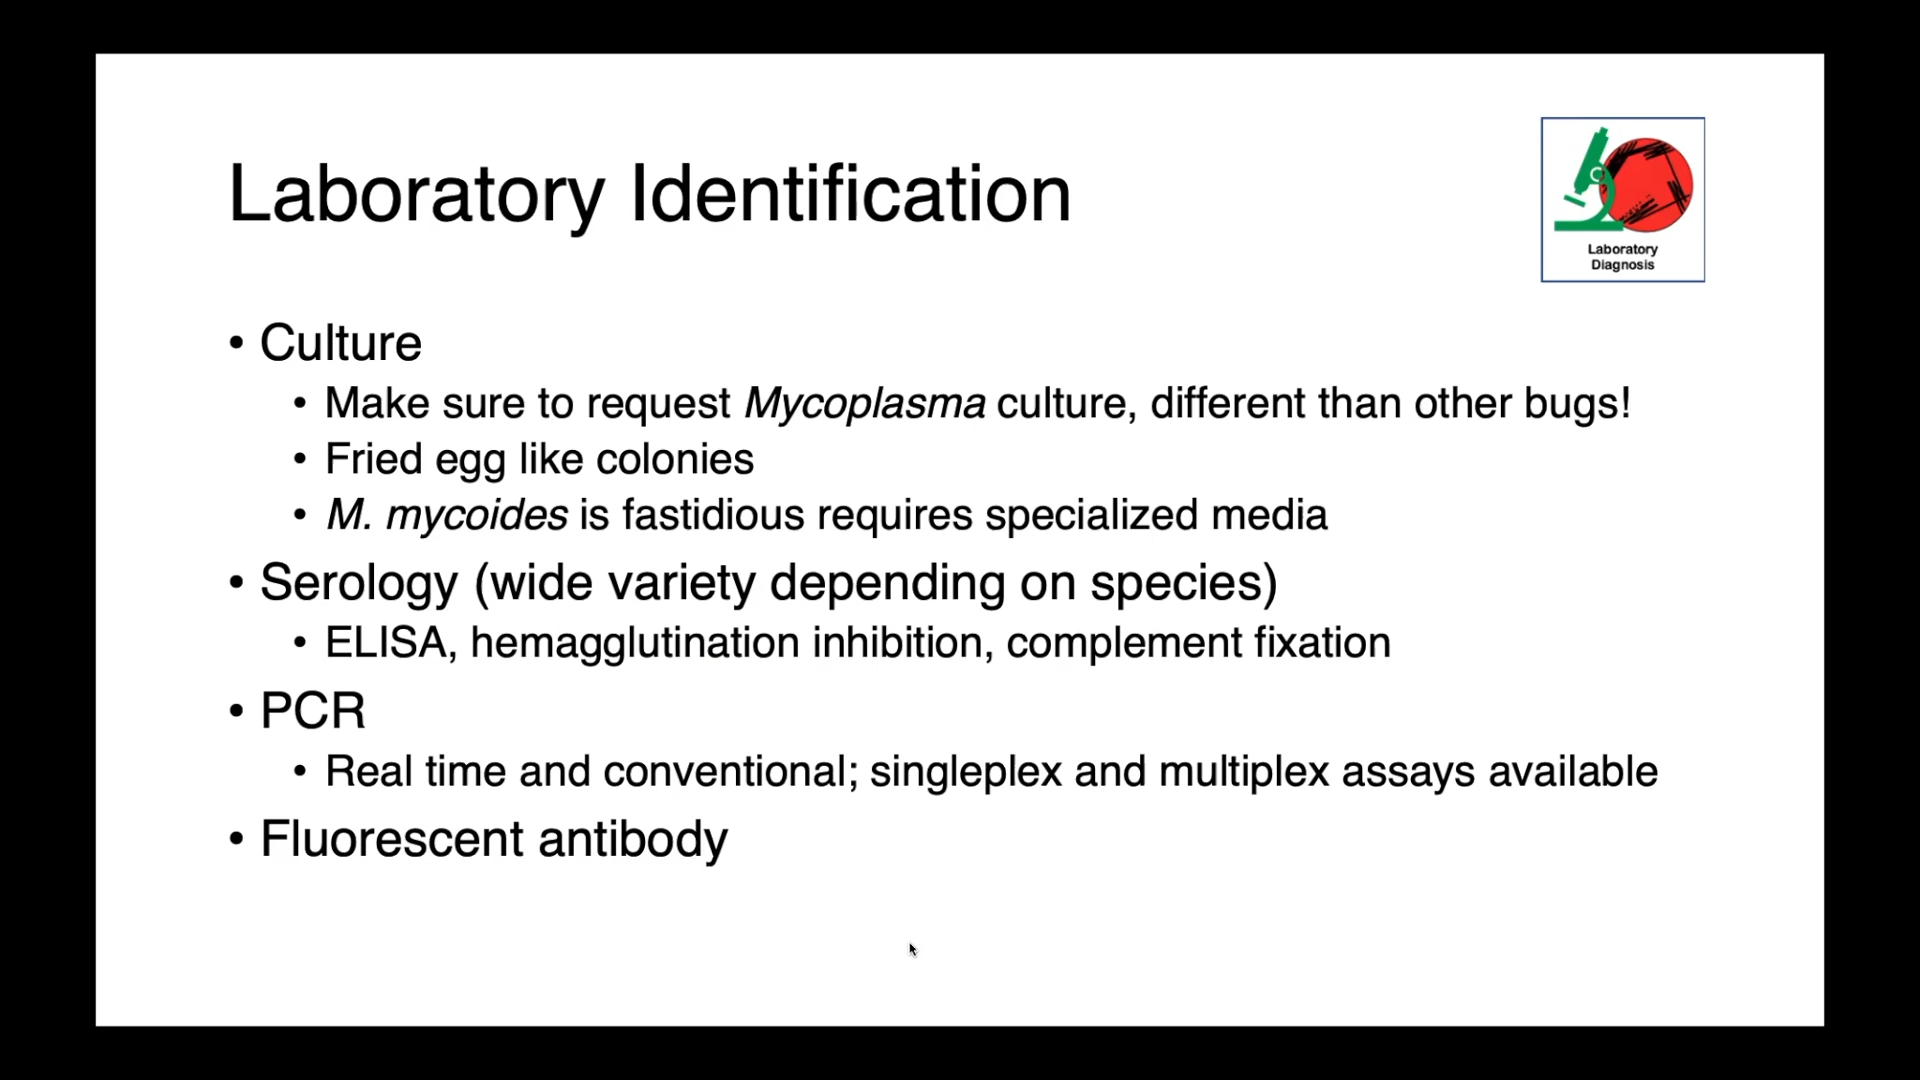 Laboratory Identification
Laboratory
Diagnosis
• Culture
• Make sure to request Mycoplasma culture, different than other bugs!
• Fried egg like colonies
• M. mycoides is fastidious requires specialized media
• Serology (wide variety depending on species)
• ELISA, hemagglutination inhibition, complement fixation
• PCR
• Real time and conventional; singleplex and multiplex assays available
• Fluorescent antibody